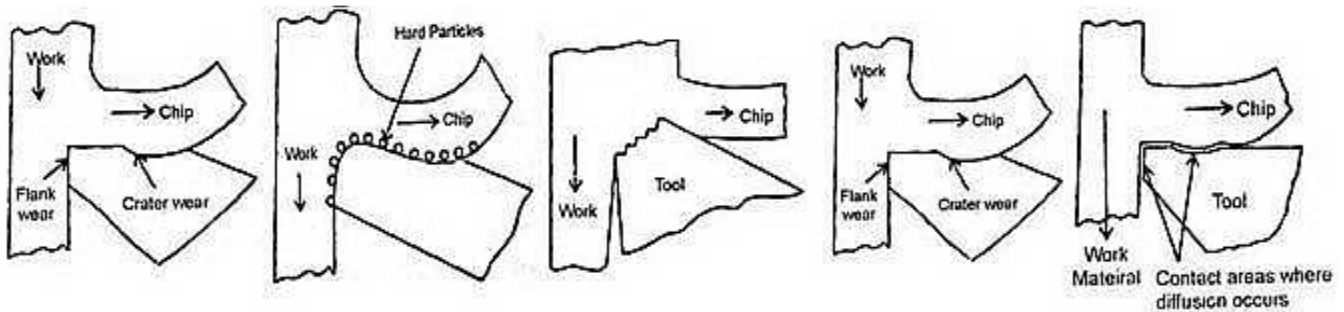 Work
Chip
Flank
wear
Crater wear
Hard Particles
Chip
Work
Chip
Tool
Work
Work
Chip
Flank
wear
Crater wear
Chip
Tool
Work
Mateiral
Contact areas where
diffusion occurs